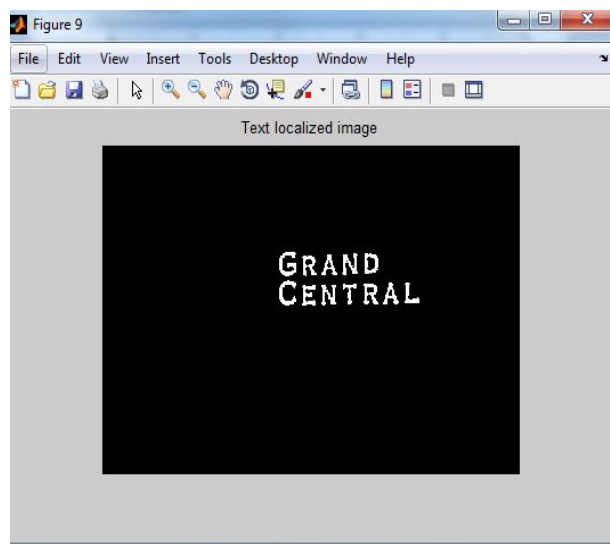 Figure 9
File Edit View Insert Tools Desktop Window Help
Text localized image
GRAND
CENTRAL